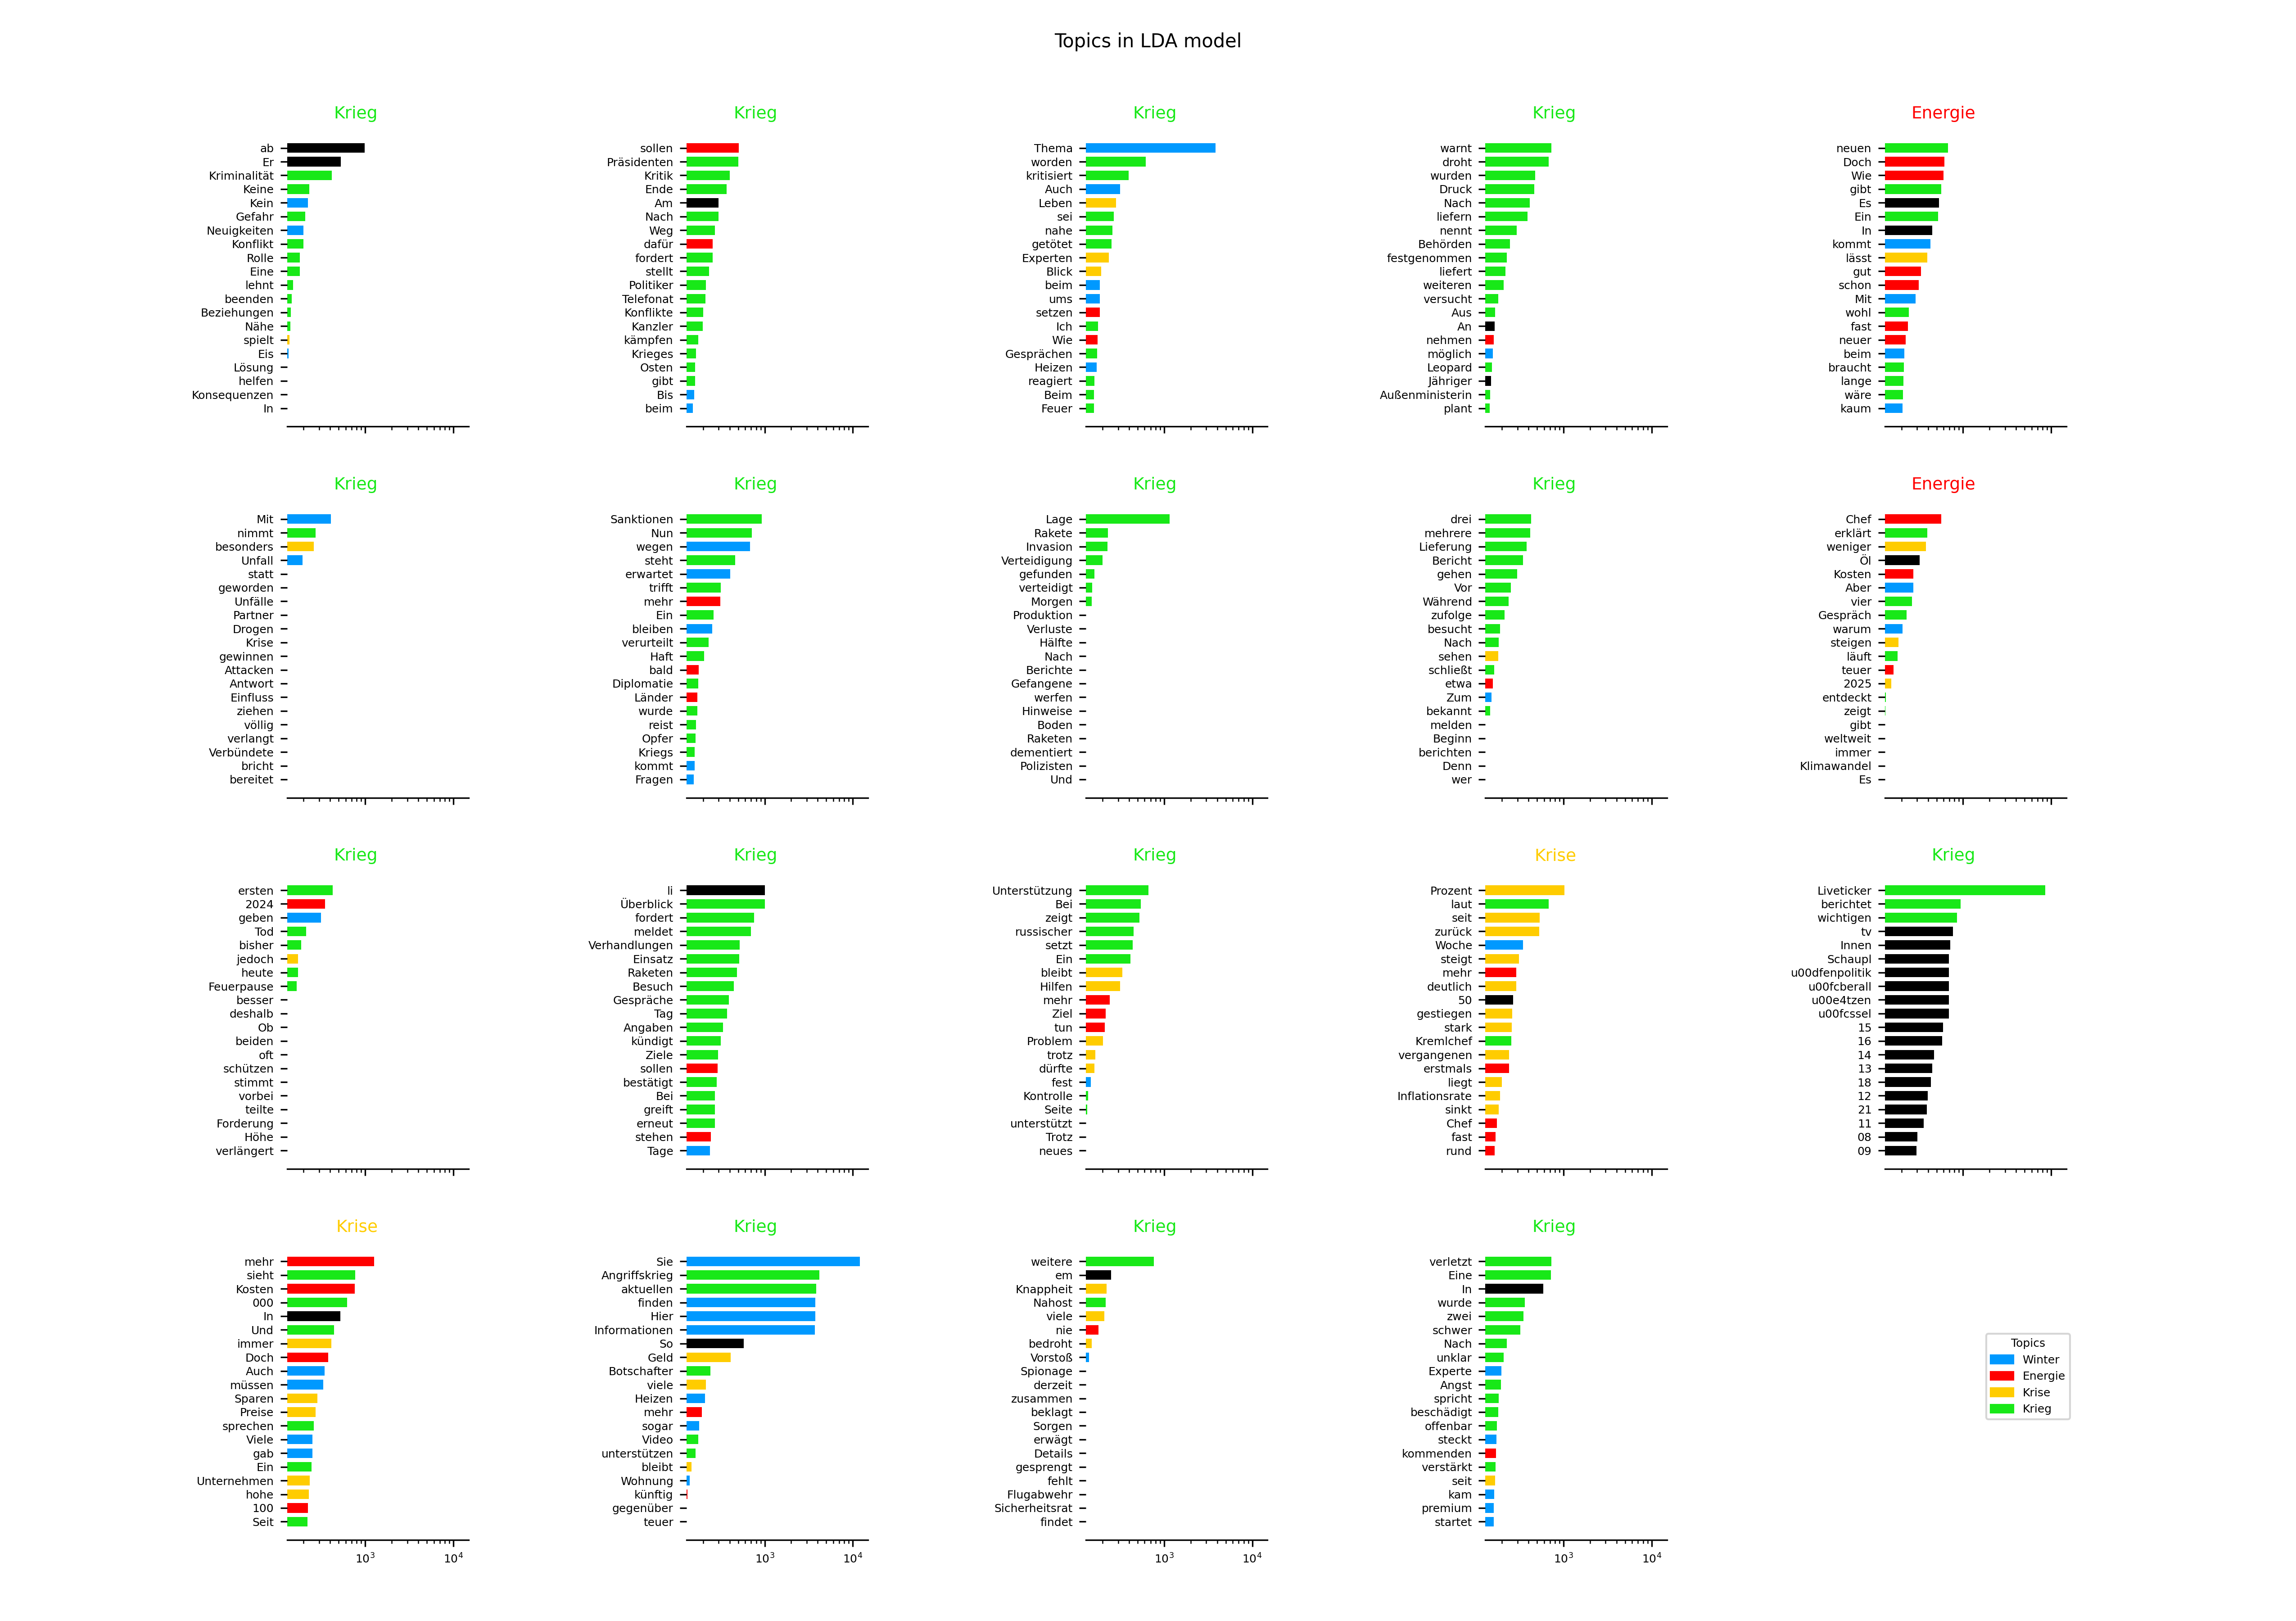 Topics in LDA model
Krieg
ab
Er
Kriminalität
Keine
Kein
Gefahr
Neuigkeiten
Konflikt
Rolle
Eine
lehnt
beenden
Beziehungen
Nähe
spielt
Eis
Lösung
helfen
Konsequenzen
In
Krieg
sollen
Präsidenten
Kritik
Ende
Am
Nach
Weg
dafür
fordert
stellt
Politiker
Telefonat
Konflikte
Kanzler
kämpfen
Krieges
Osten
gibt
Bis
beim
Krieg
Thema
worden
kritisiert
Auch
Leben
sei
nahe
getötet
Experten
Blick
beim
ums
setzen
Ich
Wie
Gesprächen
Heizen
reagiert
Beim
Feuer
Krieg
warnt
droht
wurden
Druck
Nach
liefern
nennt
Behörden
festgenommen
liefert
weiteren
versucht
Aus
An
nehmen
möglich
Leopard
Jähriger
Außenministerin
plant
Energie
neuen
Doch
Wie
gibt
Es
Ein
In
kommt
lässt
gut
schon
Mit
wohl
fast
neuer
beim
braucht
lange
wäre
kaum
Krieg
Mit
nimmt
besonders
Unfall
statt
geworden
Unfälle
Partner
Drogen
Krise
gewinnen
Attacken
Antwort
Einfluss
ziehen
völlig
verlangt
Verbündete
bricht
bereitet
Krieg
Sanktionen
Nun
wegen
steht
erwartet
trifft
mehr
Ein
bleiben
verurteilt
Haft
bald
Diplomatie
Länder
wurde
reist
Opfer
Kriegs
kommt
Fragen
Krieg
Lage
Rakete
Invasion
Verteidigung
gefunden
verteidigt
Morgen
Produktion
Verluste
Hälfte
Nach
Berichte
Gefangene
werfen
Hinweise
Boden
Raketen
dementiert
Polizisten
Und
Krieg
drei
mehrere
Lieferung
Bericht
gehen
Vor
Während
zufolge
besucht
Nach
sehen
schließt
etwa
Zum
bekannt
melden
Beginn
berichten
Denn
wer
Energie
Chef
erklärt
weniger
Öl
Kosten
Aber
vier
Gespräch
warum
steigen
läuft
teuer
2025
entdeckt
zeigt
gibt
weltweit
immer
Klimawandel
Es
Krieg
ersten
2024
geben
Tod
bisher
jedoch
heute
Feuerpause
besser
deshalb
Ob
beiden
oft
schützen
stimmt
vorbei
teilte
Forderung
Höhe
verlängert
Krieg
li
Überblick
fordert
meldet
Verhandlungen
Einsatz
Raketen
Besuch
Gespräche
Tag
Angaben
kündigt
Ziele
sollen
bestätigt
Bei
greift
erneut
stehen
Tage
Krieg
Unterstützung
Bei
zeigt
russischer
setzt
Ein
bleibt
Hilfen
mehr
Ziel
tun
Problem
trotz
dürfte
fest
Kontrolle
Seite
unterstützt
Trotz
neues
Krise
Prozent
laut
seit
zurück
Woche
steigt
mehr
deutlich
50
gestiegen
stark
Kremlchef
vergangenen
erstmals
liegt
Inflationsrate
sinkt
Chef
fast
rund
Krieg
Liveticker
berichtet
wichtigen
tv
Innen
Schaupl
u00dfenpolitik
u00fcberall
u00e4tzen
u00fcssel
15
16
14
13
18
12
21
11
08
09
Krise
mehr
sieht
Kosten
000
In
Und
immer
Doch
Auch
müssen
Sparen
Preise
sprechen
Viele
gab
Ein
Unternehmen
hohe
100
Seit
10³ 10⁴
Krieg
Sie
Angriffskrieg
aktuellen
finden
Hier
Informationen
So
Geld
Botschafter
viele
Heizen
mehr
sogar
Video
unterstützen
bleibt
Wohnung
künftig
gegenüber
teuer
10³ 10⁴
Krieg
weitere
em
Knappheit
Nahost
viele
nie
bedroht
Vorstoß
Spionage
derzeit
zusammen
beklagt
Sorgen
erwägt
Details
gesprengt
fehlt
Flugabwehr
Sicherheitsrat
findet
10³ 10⁴
Krieg
verletzt
Eine
In
wurde
zwei
schwer
Nach
unklar
Experte
Angst
spricht
beschädigt
offenbar
steckt
kommenden
verstärkt
seit
kam
premium
startet
10³ 10⁴
Topics
Winter
Energie
Krise
Krieg